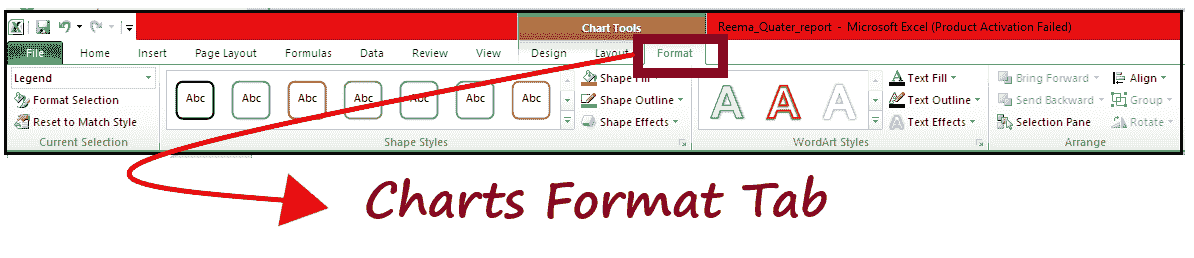 Chart Tools
Reema_Quater_report - Microsoft Excel (Product Activation Failed)
File Home Insert Page Layout Formulas Data Review View Design Layout Format
Legend
Format Selection
Reset to Match Style
Current Selection
Abc Abc Abc Abc Abc Abc Abc
Shape Fill
Shape Outline
Shape Effects
Shape Styles
A A A
Text Fill
Text Outline
Text Effects
WordArt Styles
Bring Forward Align
Send Backward Group
Selection Pane Rotate
Arrange
Charts Format Tab